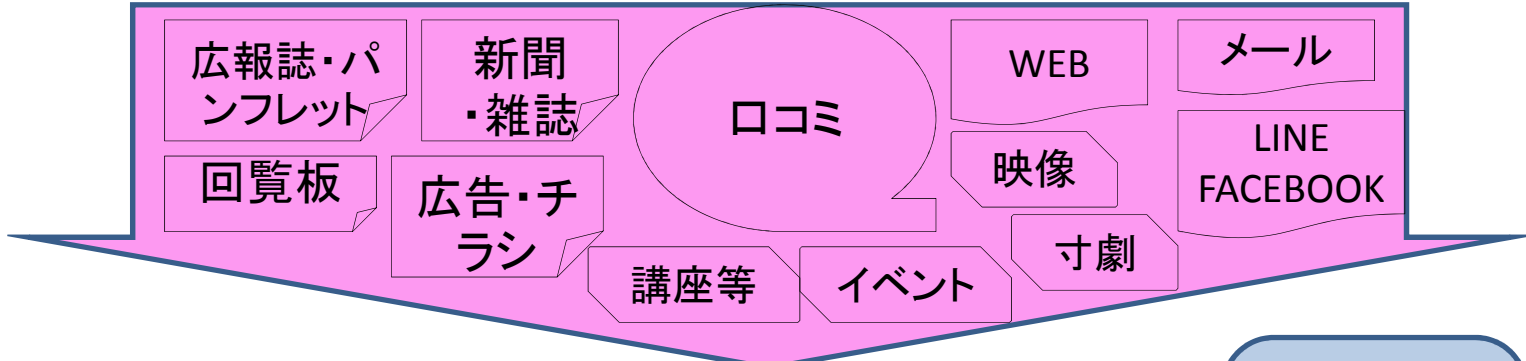 広報誌・パ
ンフレット
新聞
・雑誌
口コミ
WEB
メール
回覧板
広告・チ
ラシ
映像
LINE
FACEBOOK
講座等
イベント
寸劇